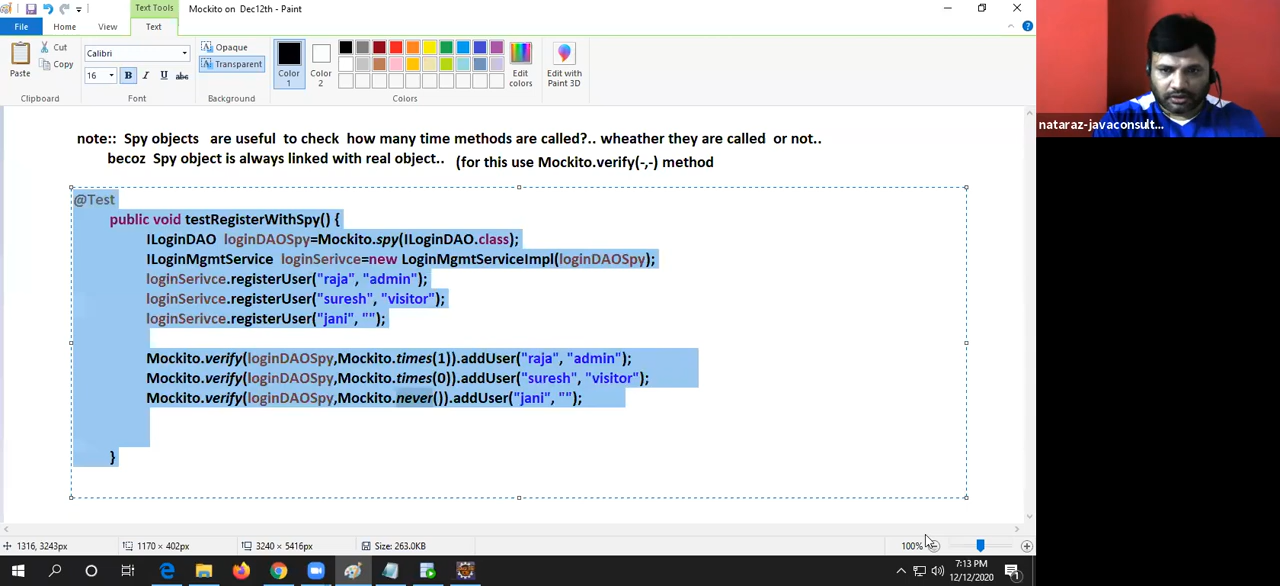 Text Tools
Mockito on Dec12th - Paint
File
Home
View
Text
Paste
Cut
Copy
Clipboard
Calibri
16
B
I
U
abc
Font
Opaque
Transparent
Background
Color 1
Color 2
Edit colors
Colors
Edit with Paint 3D
nataraz-javaconsult...
note:: Spy objects are useful to check how many time methods are called?.. wheather they are called or not..
becoz Spy object is always linked with real object.. (for this use Mockito.verify(-,-) method
@Test
public void testRegisterWithSpy() {
ILoginDAO loginDAOSpy=Mockito.spy(ILoginDAO.class);
ILoginMgmtService loginSerivce=new LoginMgmtServiceImpl(loginDAOSpy);
loginSerivce.registerUser("raja", "admin");
loginSerivce.registerUser("suresh", "visitor");
loginSerivce.registerUser("jani", "");
Mockito.verify(loginDAOSpy,Mockito.times(1)).addUser("raja", "admin");
Mockito.verify(loginDAOSpy,Mockito.times(0)).addUser("suresh", "visitor");
Mockito.verify(loginDAOSpy,Mockito.never()).addUser("jani", "");
}
1316, 3243px
1170 × 402px
3240 × 5416px
Size: 263.0KB
100%
7:13 PM
12/12/2020